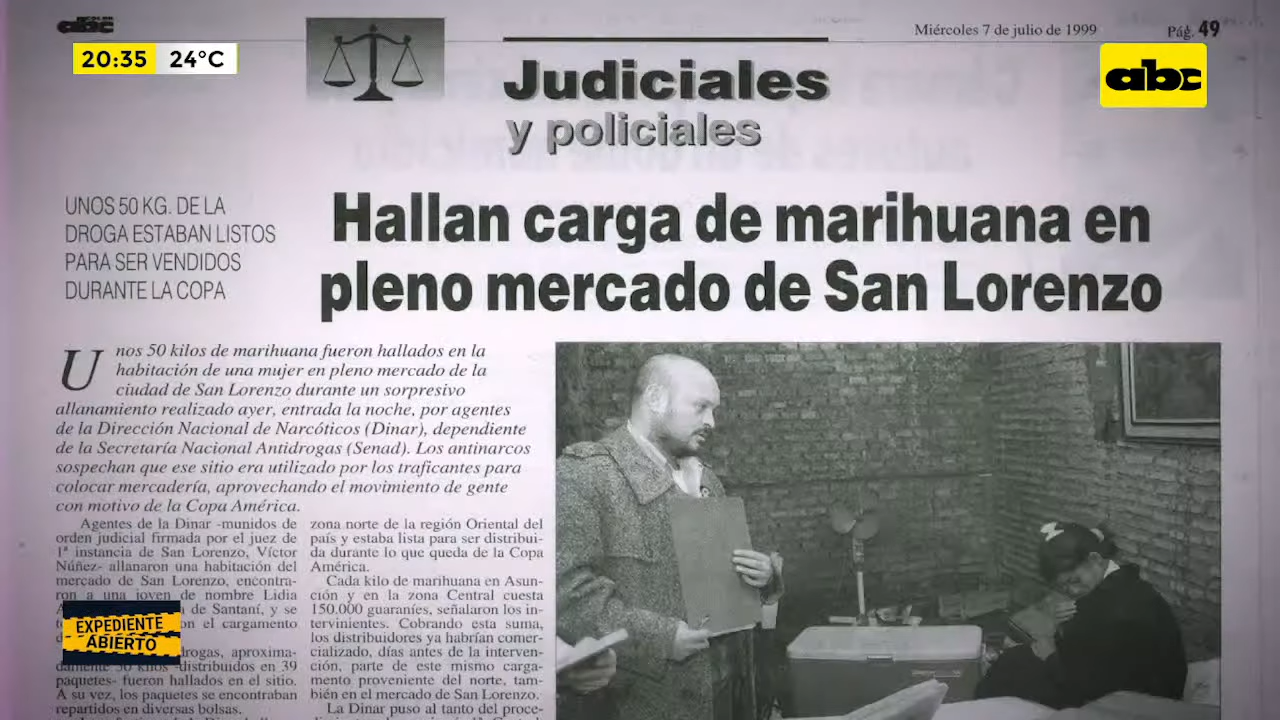 abc COLOR
20:35 24°C
Miércoles 7 de julio de 1999 Pág. 49
abc
Judiciales
y policiales
UNOS 50 KG. DE LA
DROGA ESTABAN LISTOS
PARA SER VENDIDOS
DURANTE LA COPA
Hallan carga de marihuana en
pleno mercado de San Lorenzo
Unos 50 kilos de marihuana fueron hallados en la
habitación de una mujer en pleno mercado de la
ciudad de San Lorenzo durante un sorpresivo
allanamiento realizado ayer, entrada la noche, por agentes
de la Dirección Nacional de Narcóticos (Dinar), dependiente
de la Secretaría Nacional Antidrogas (Senad). Los antinarcos
sospechan que ese sitio era utilizado por los traficantes para
colocar mercadería, aprovechando el movimiento de gente
con motivo de la Copa América.
Agentes de la Dinar -munidos de
orden judicial firmada por el juez de
1ª instancia de San Lorenzo, Víctor
Núñez- allanaron una habitación del
mercado de San Lorenzo, encontra-
ron a una joven de nombre Lidia
de Santaní, y se
on el cargamento
drogas, aproxima-
damente 50 kilos -distribuidos en 39
paquetes- fueron hallados en el sitio.
A su vez, los paquetes se encontraban
repartidos en diversas bolsas.
zona norte de la región Oriental del
país y estaba lista para ser distribui-
da durante lo que queda de la Copa
América.
Cada kilo de marihuana en Asun-
ción y en la zona Central cuesta
150.000 guaraníes, señalaron los in-
tervinientes. Cobrando esta suma,
los distribuidores ya habrían comer-
cializado, días antes de la interven-
ción, parte de este mismo carga-
mento proveniente del norte, tam-
bién en el mercado de San Lorenzo.
La Dinar puso al tanto del proce-
EXPEDIENTE
ABIERTO